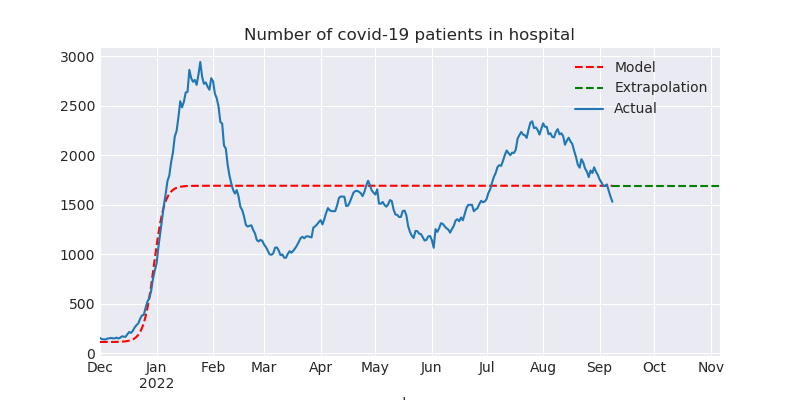 Number of covid-19 patients in hospital
3000
2500
2000
1500
1000
500
0
Model
Extrapolation
Actual
Dec Jan Feb Mar Apr May Jun Jul Aug Sep Oct Nov
2022